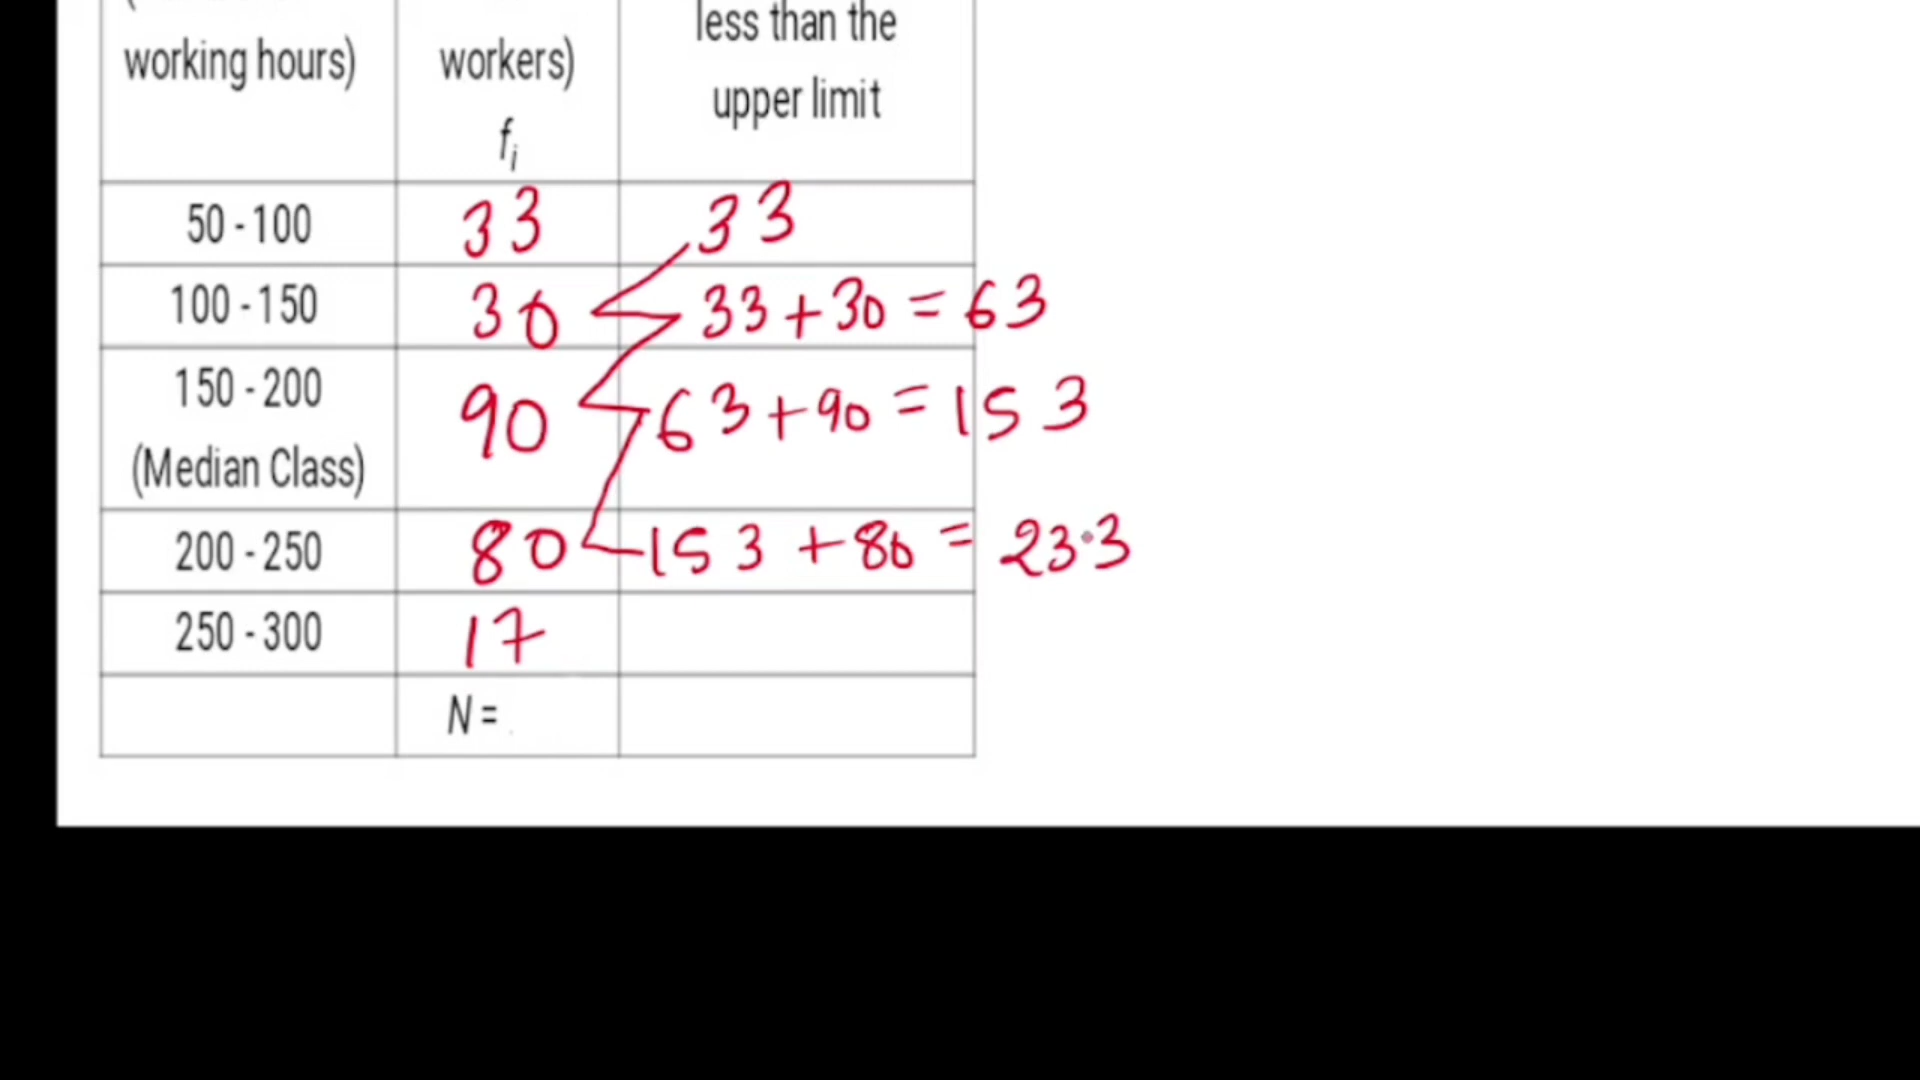 less than the
working hours)
workers)
upper limit
fi
50 - 100
33
33
100 - 150
30
33 + 30 = 63
150 - 200
90
63 + 90 = 153
(Median Class)
200 - 250
80
153 + 80 = 233
250 - 300
17
N =